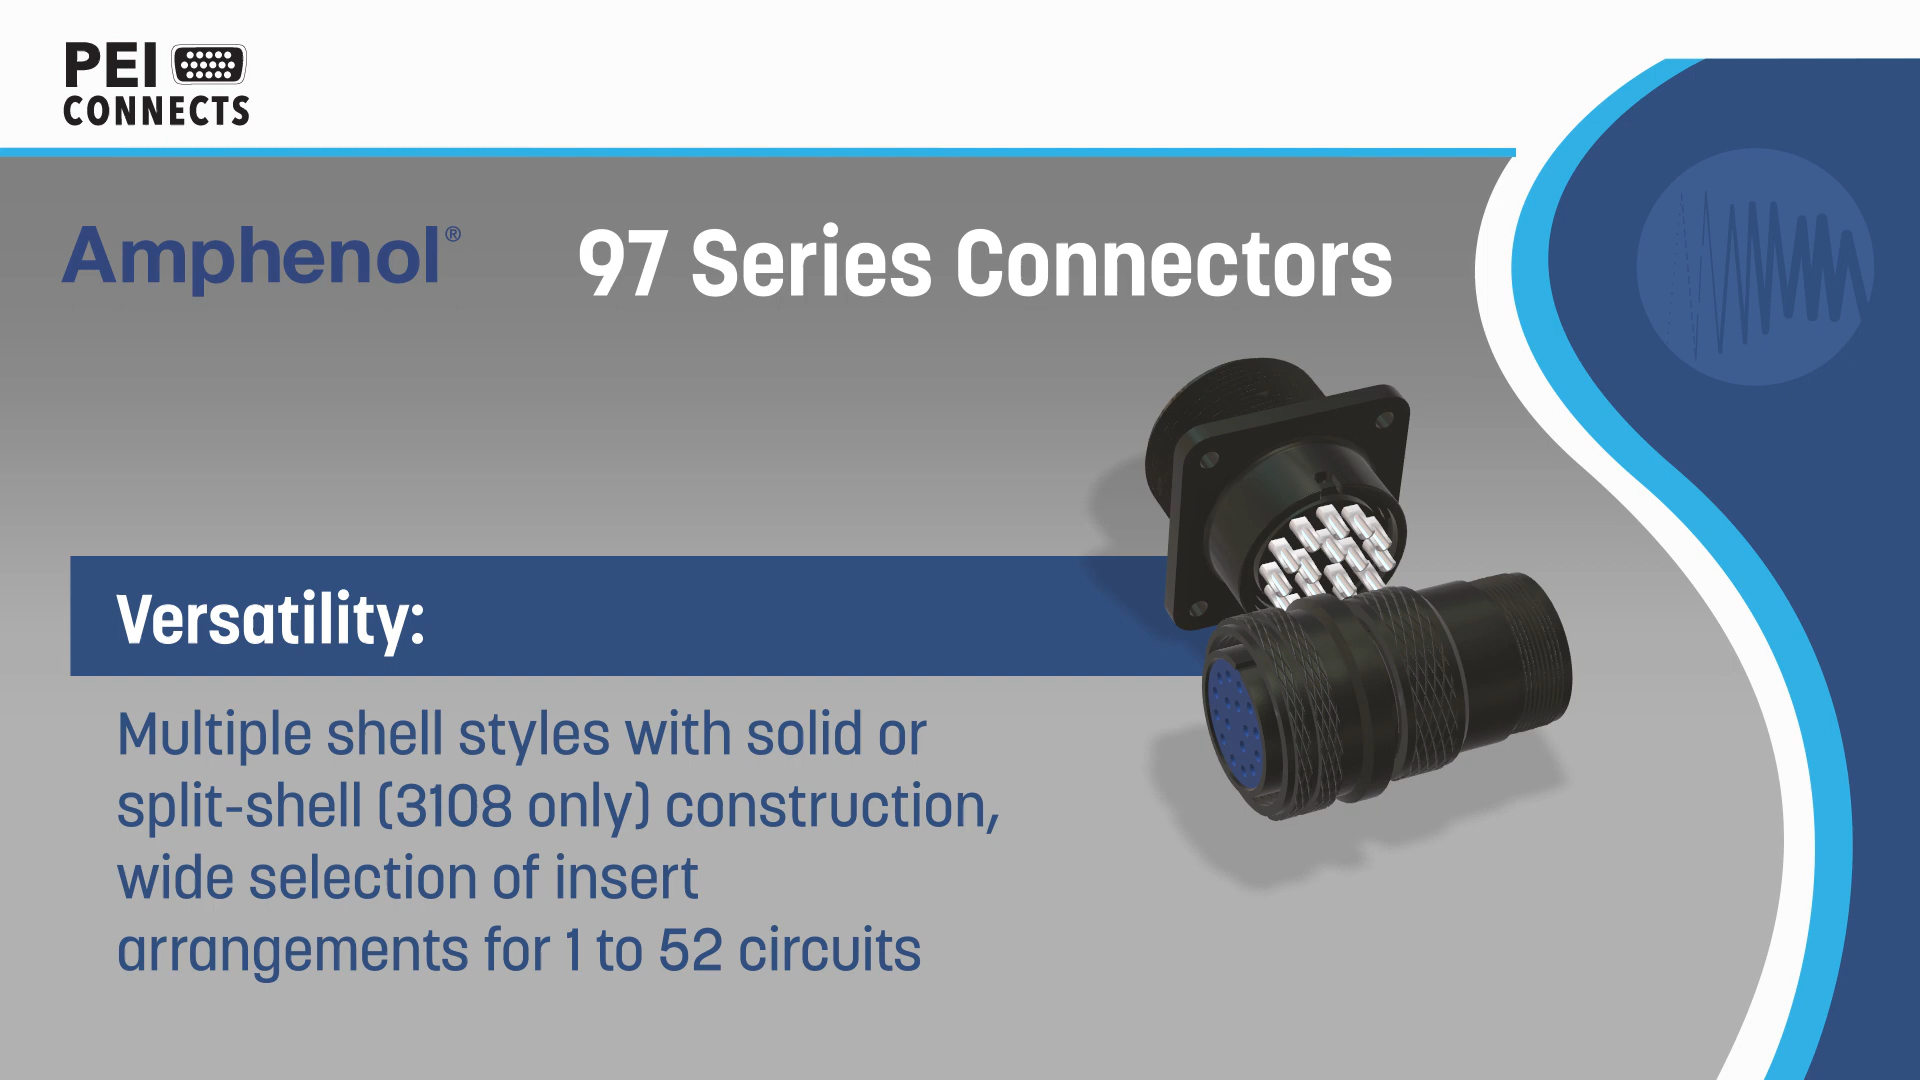 PEI
CONNECTS
Amphenol®
97 Series Connectors
Versatility:
Multiple shell styles with solid or
split-shell (3108 only) construction,
wide selection of insert
arrangements for 1 to 52 circuits